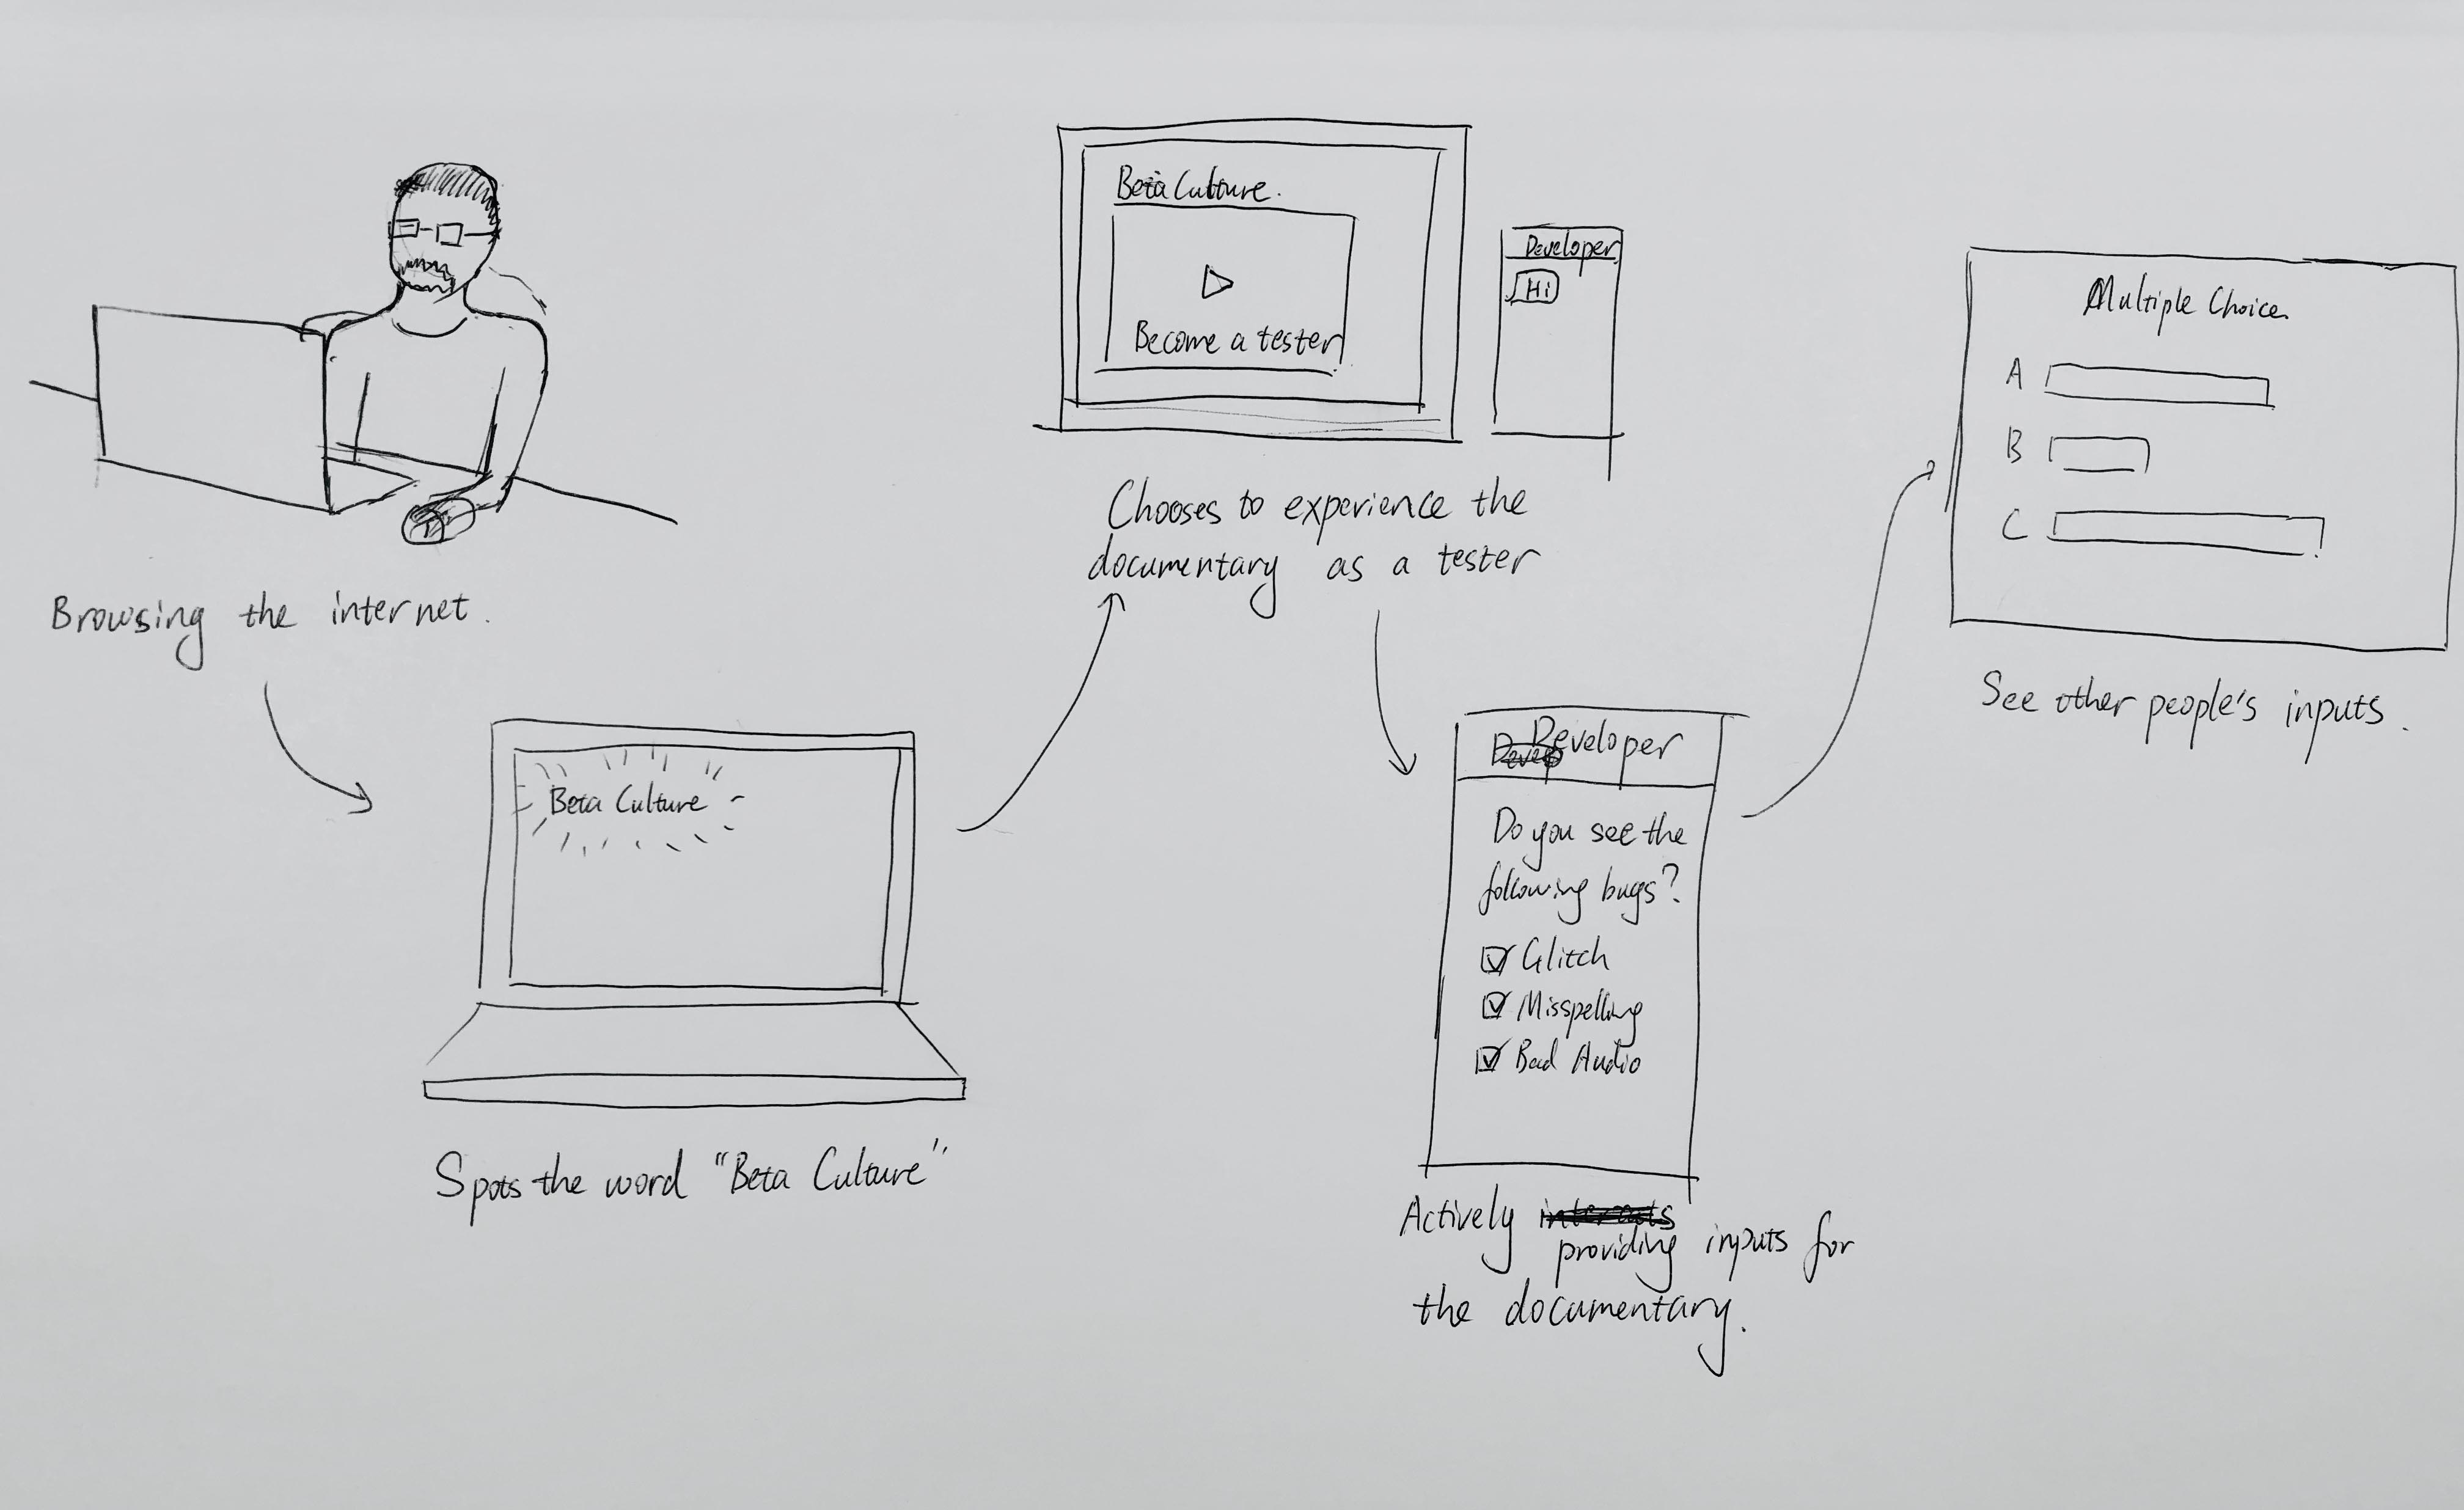 Browsing the internet.
Beta Culture
Spots the word "Beta Culture"
Beta Culture.
Become a tester
Developer
Hi
Chooses to experience the
documentary as a tester
Developer
Do you see the
following bugs?
Glitch
Misspelling
Bad Audio
Actively providing inputs for
the documentary.
Multiple Choice
A
B
C
See other people's inputs.